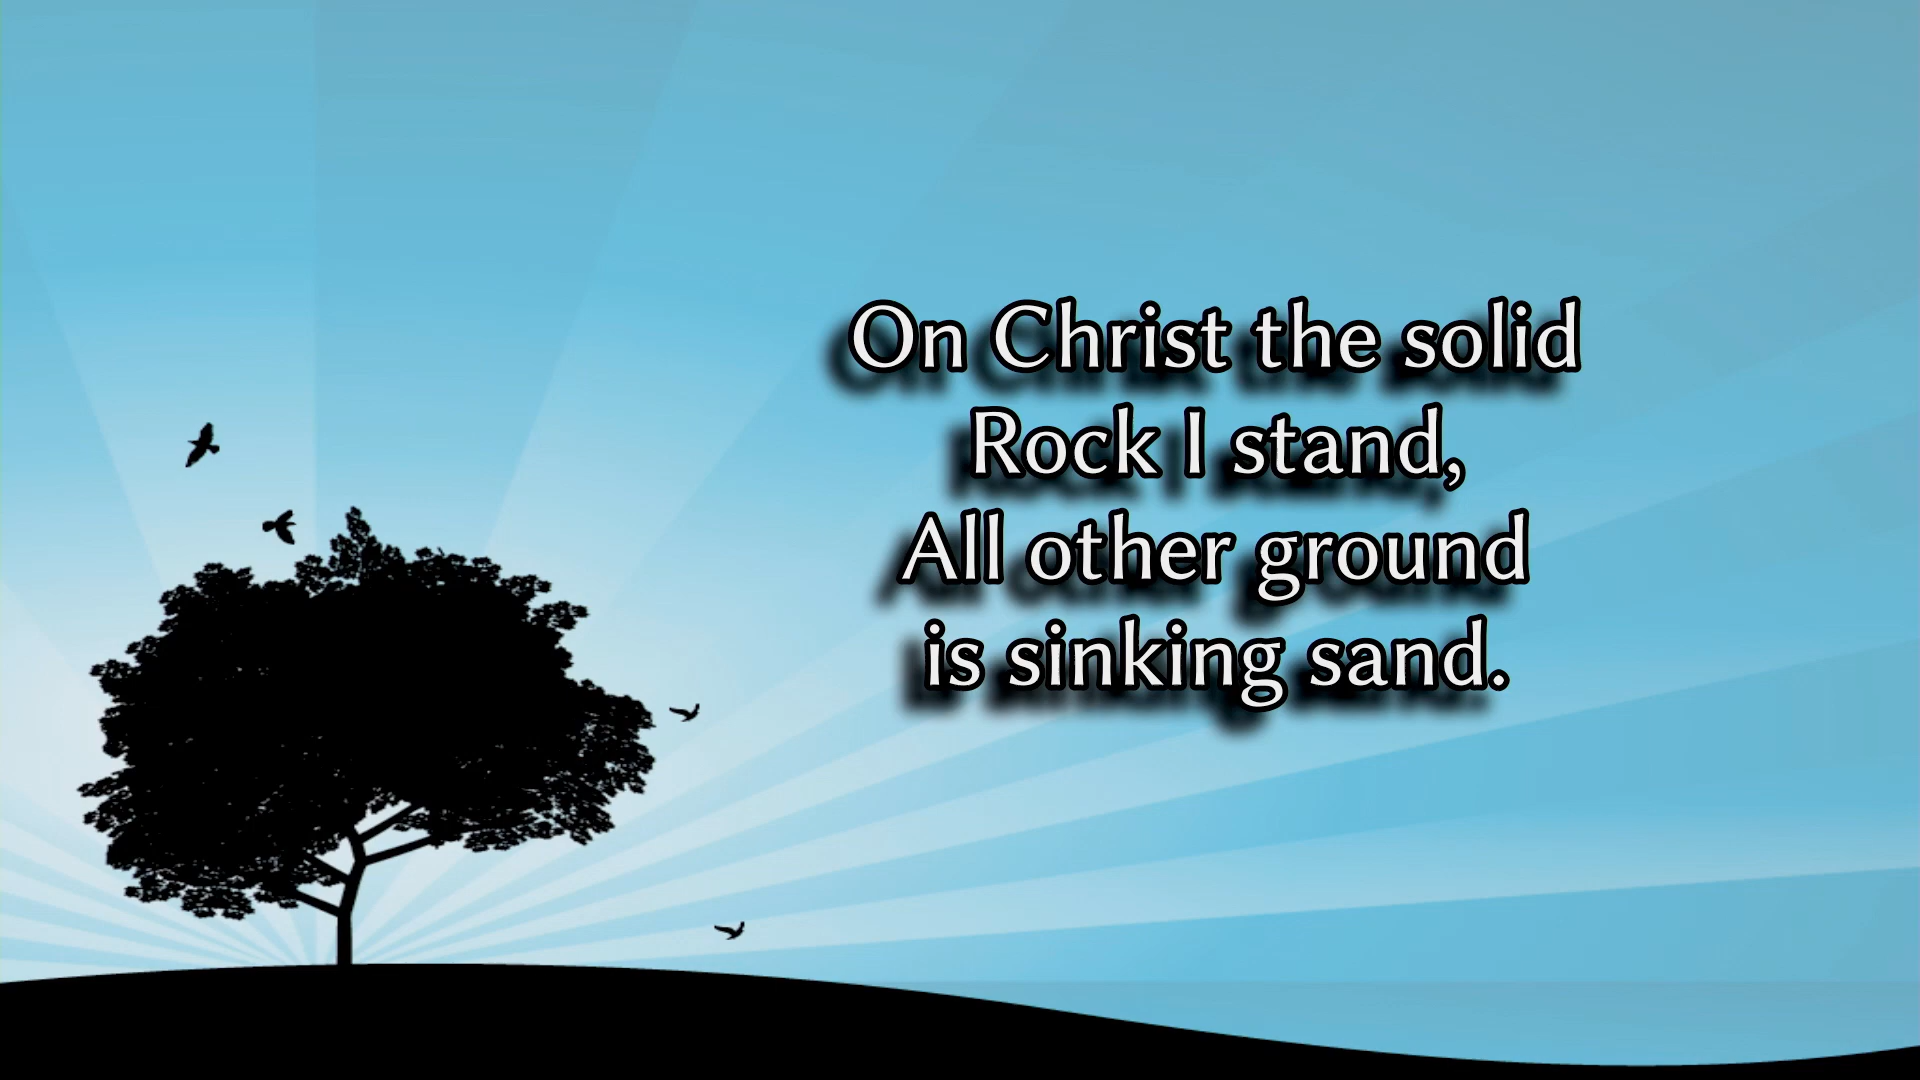 On Christ the solid
Rock I stand,
All other ground
is sinking sand.